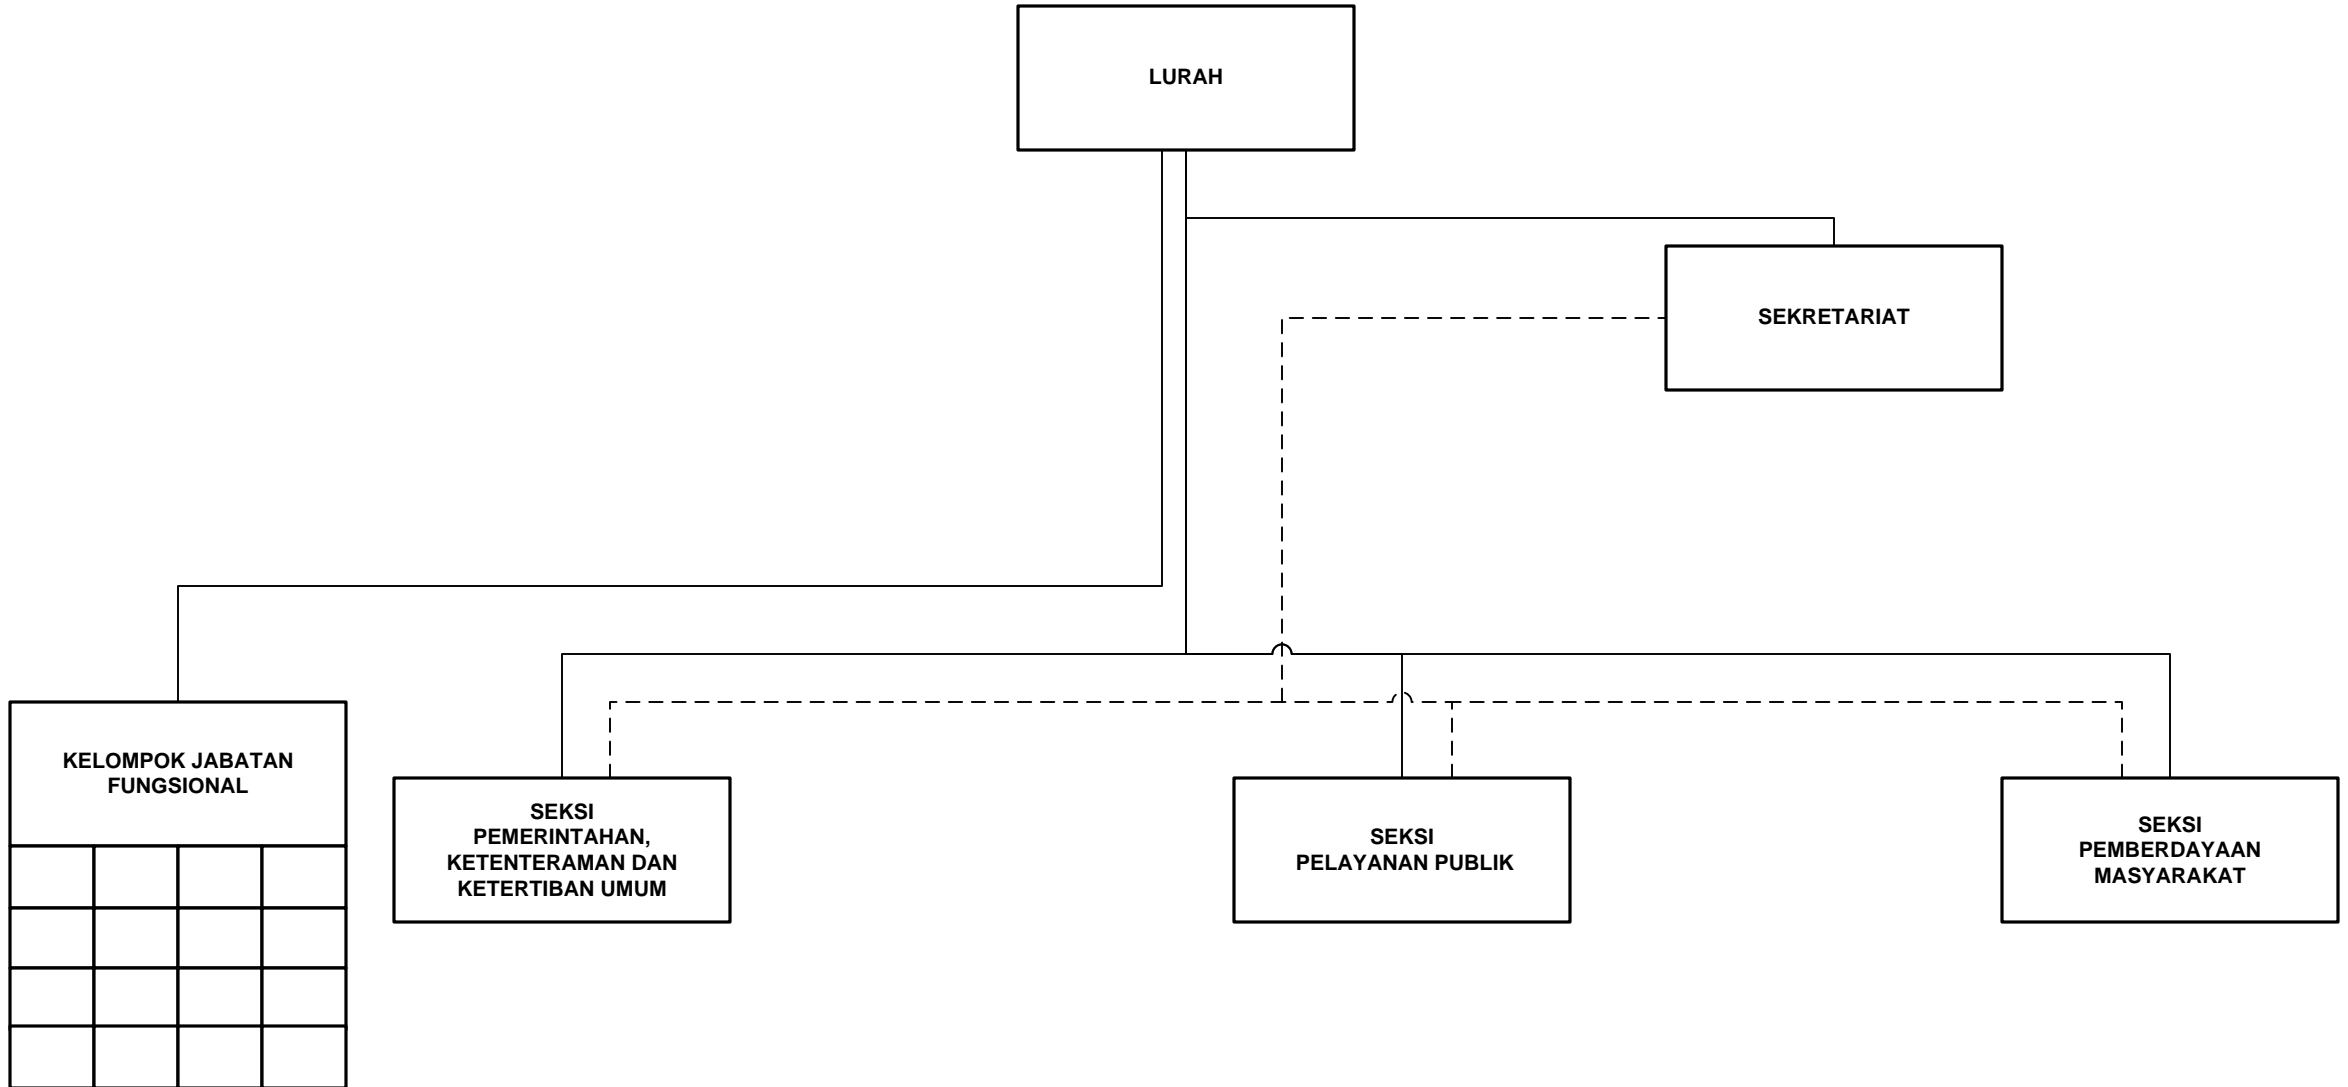 LURAH
SEKRETARIAT
KELOMPOK JABATAN
FUNGSIONAL
SEKSI
PEMERINTAHAN,
KETENTERAMAN DAN
KETERTIBAN UMUM
SEKSI
PELAYANAN PUBLIK
SEKSI
PEMBERDAYAAN
MASYARAKAT